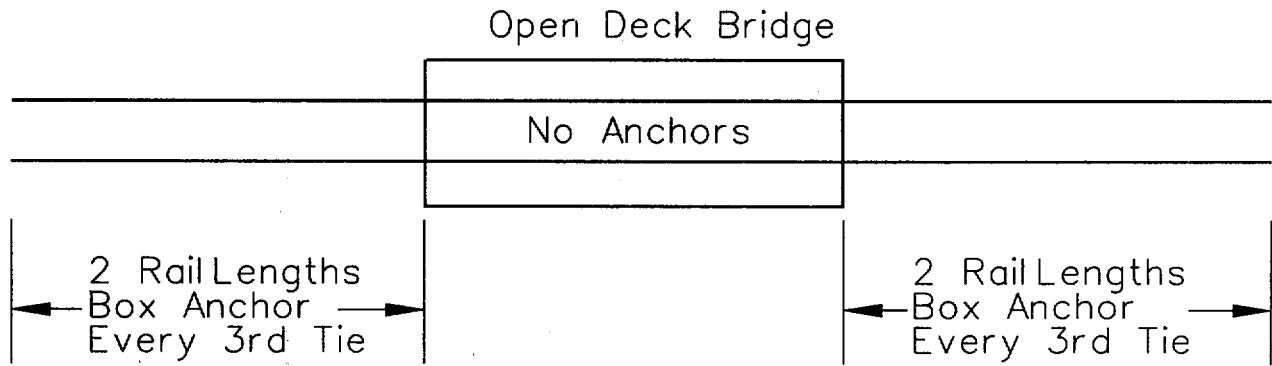 Open Deck Bridge
No Anchors
2 Rail Lengths
Box Anchor
Every 3rd Tie
2 Rail Lengths
Box Anchor
Every 3rd Tie